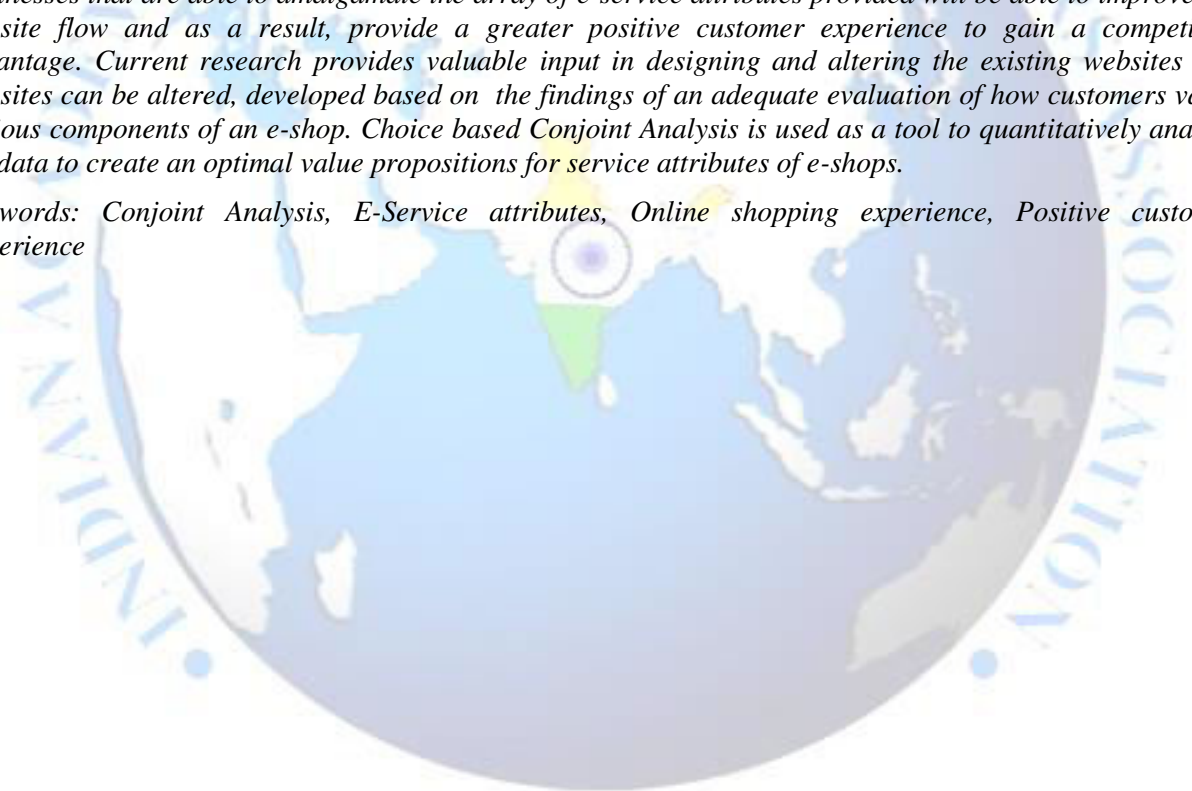 nesses that are able to amalgamate the array of e-service attributes provided will be able to improve
site flow and as a result, provide a greater positive customer experience to gain a compet
antage. Current research provides valuable input in designing and altering the existing websites
sites can be altered, developed based on the findings of an adequate evaluation of how customers va
ious components of an e-shop. Choice based Conjoint Analysis is used as a tool to quantitatively ana
data to create an optimal value propositions for service attributes of e-shops.
words: Conjoint Analysis, E-Service attributes, Online shopping experience, Positive custo
erience
SSOCIATION